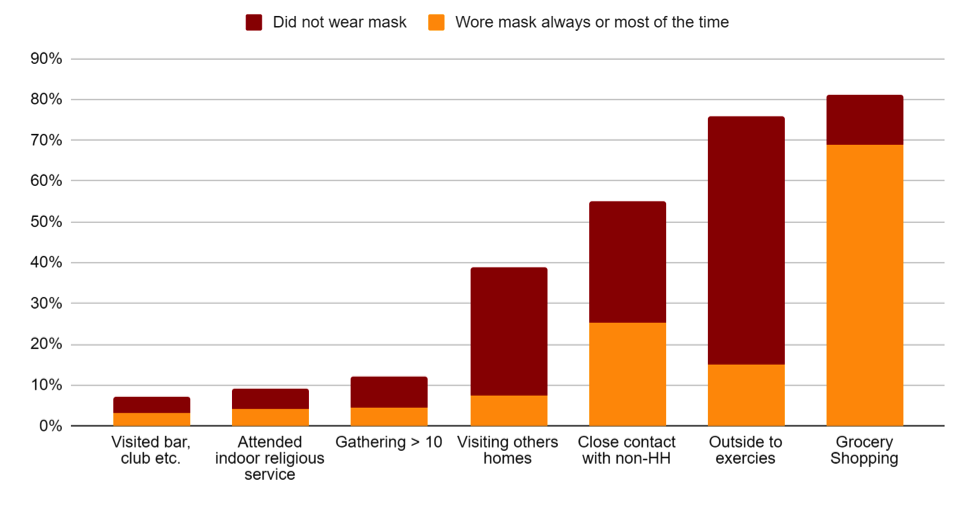 Did not wear mask
Wore mask always or most of the time
90%
80%
70%
60%
50%
40%
30%
20%
10%
0%
Visited bar,
club etc.
Attended
indoor religious
service
Gathering > 10
Visiting others
homes
Close contact
with non-HH
Outside to
exercies
Grocery
Shopping